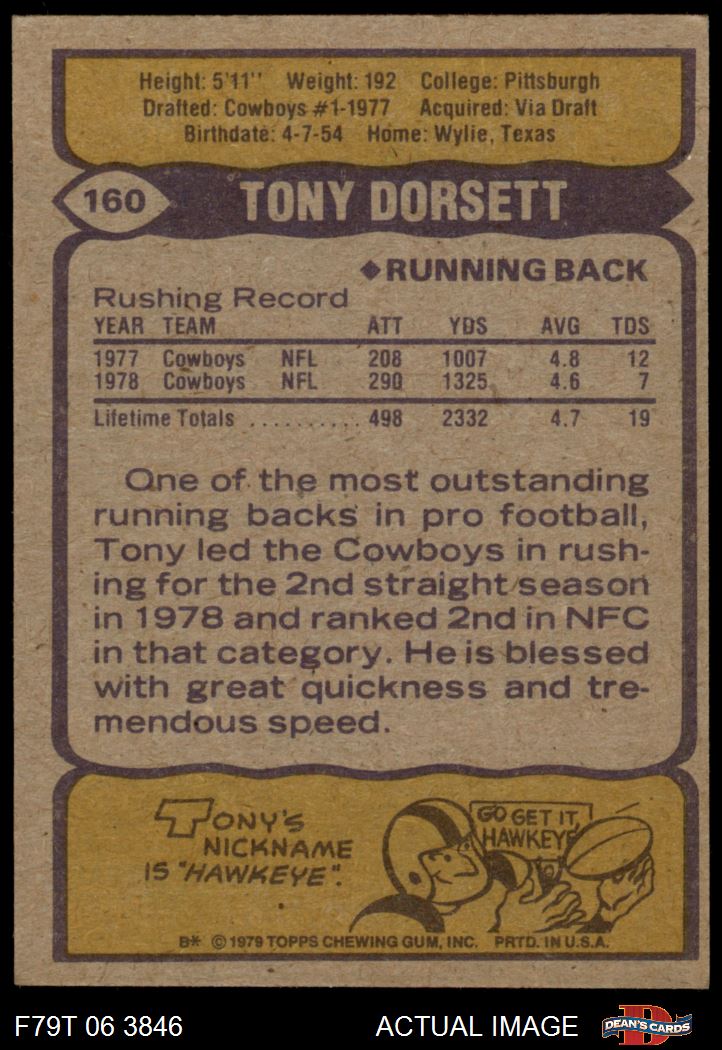 Height: 5'11'' Weight: 192 College: Pittsburgh
Drafted: Cowboys #1-1977 Acquired: Via Draft
Birthdate: 4-7-54 Home: Wylie, Texas
160 TONY DORSETT
◆RUNNING BACK
Rushing Record
YEAR TEAM ATT YDS AVG TDS
1977 Cowboys NFL 208 1007 4.8 12
1978 Cowboys NFL 290 1325 4.6 7
Lifetime Totals .......... 498 2332 4.7 19
One of the most outstanding
running backs in pro football,
Tony led the Cowboys in rush-
ing for the 2nd straight season
in 1978 and ranked 2nd in NFC
in that category. He is blessed
with great quickness and tre-
mendous speed.
TONY'S
NICKNAME
IS "HAWKEYE".
GO GET IT,
HAWKEYE
B* © 1979 TOPPS CHEWING GUM, INC. PRTD. IN U.S.A.
F79T 06 3846 ACTUAL IMAGE D DEAN'S CARDS